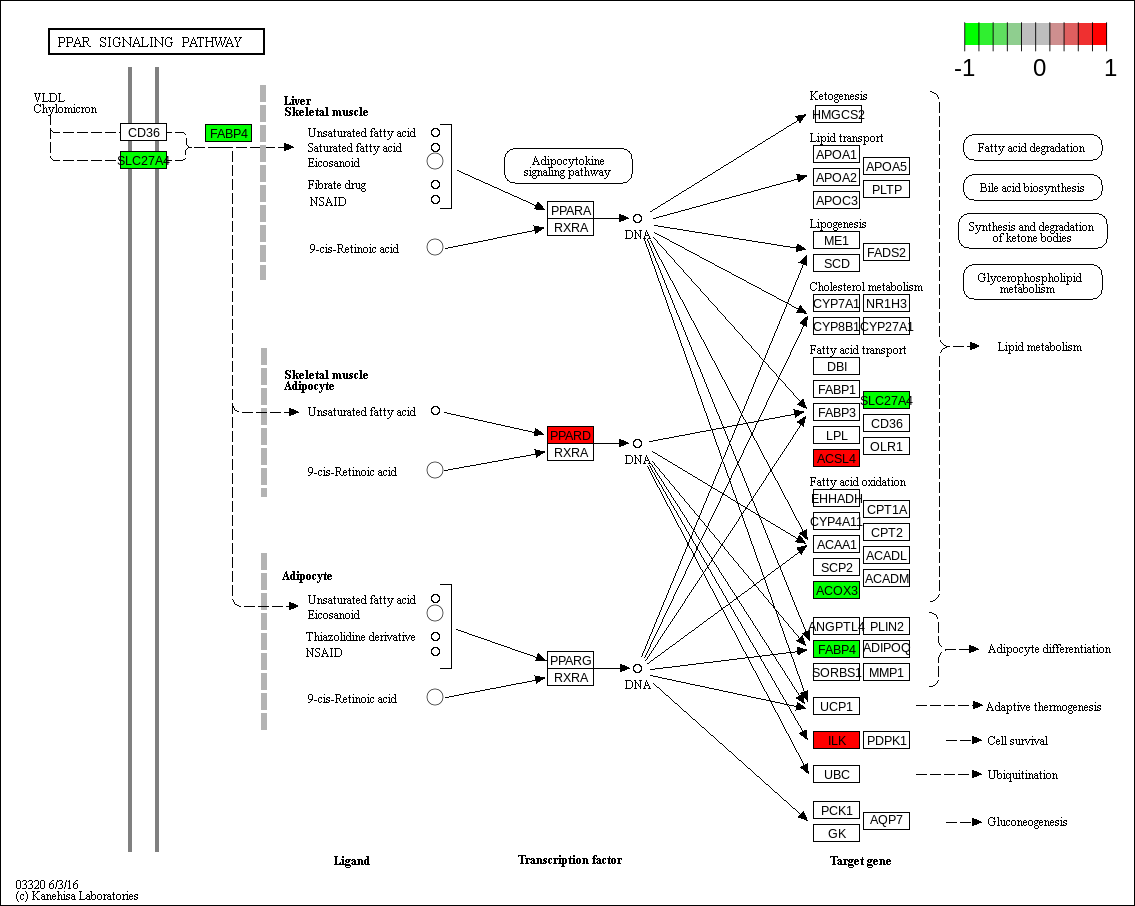 PPAR SIGNALING PATHWAY
-1 0 1
VLDL
Chylomicron
CD36
SLC27A4
FABP4
Liver
Skeletal muscle
Unsaturated fatty acid
Saturated fatty acid
Eicosanoid
Fibrate drug
NSAID
9-cis-Retinoic acid
Adipocytokine
signaling pathway
PPARA
RXRA
DNA
Skeletal muscle
Adipocyte
Unsaturated fatty acid
9-cis-Retinoic acid
PPARD
RXRA
DNA
Adipocyte
Unsaturated fatty acid
Eicosanoid
Thiazolidine derivative
NSAID
9-cis-Retinoic acid
PPARG
RXRA
DNA
Ketogenesis
HMGCS2
Lipid transport
APOA1
APOA5
APOA2
PLTP
APOC3
Lipogenesis
ME1
FADS2
SCD
Cholesterol metabolism
CYP7A1 NR1H3
CYP8B1 CYP27A1
Fatty acid transport
DBI
FABP1
SLC27A4
FABP3
CD36
LPL
OLR1
ACSL4
Fatty acid oxidation
EHHADH
CPT1A
CYP4A11
CPT2
ACAA1
ACADL
SCP2
ACADM
ACOX3
ANGPTL4 PLIN2
FABP4 ADIPOQ
SORBS1 MMP1
UCP1
ILK PDPK1
UBC
PCK1
AQP7
GK
Fatty acid degradation
Bile acid biosynthesis
Synthesis and degradation
of ketone bodies
Glycerophospholipid
metabolism
Lipid metabolism
Adipocyte differentiation
Adaptive thermogenesis
Cell survival
Ubiquitination
Gluconeogenesis
Ligand
Transcription factor
Target gene
03320 6/3/16
(c) Kanehisa Laboratories